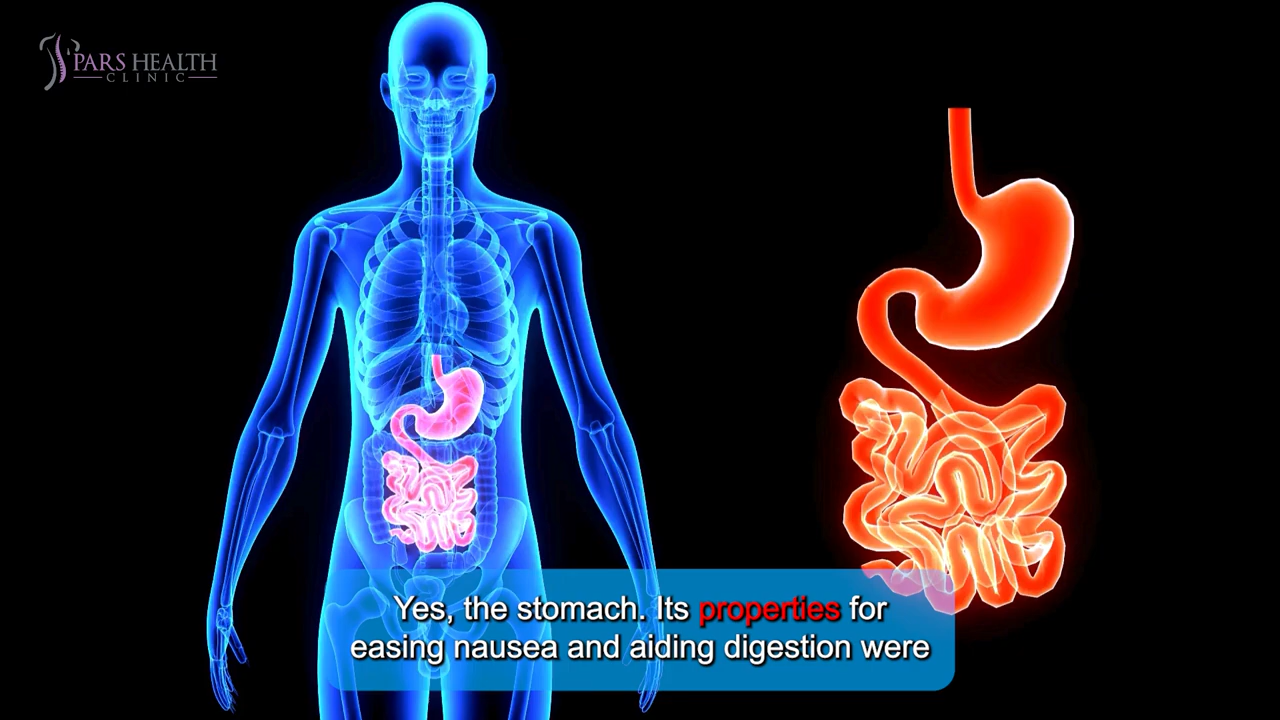 PARS HEALTH
CLINIC
Yes, the stomach. Its properties for
easing nausea and aiding digestion were